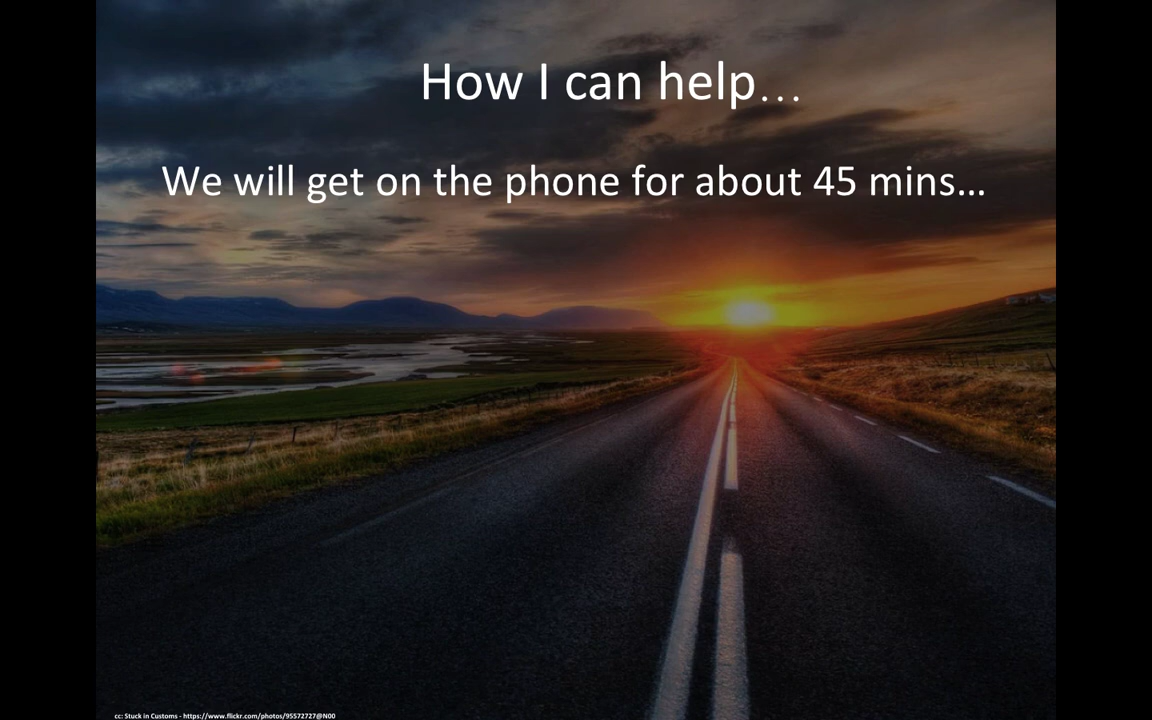 How I can help…
We will get on the phone for about 45 mins…
cc: Stuck in Customs - https://www.flickr.com/photos/95572727@N00